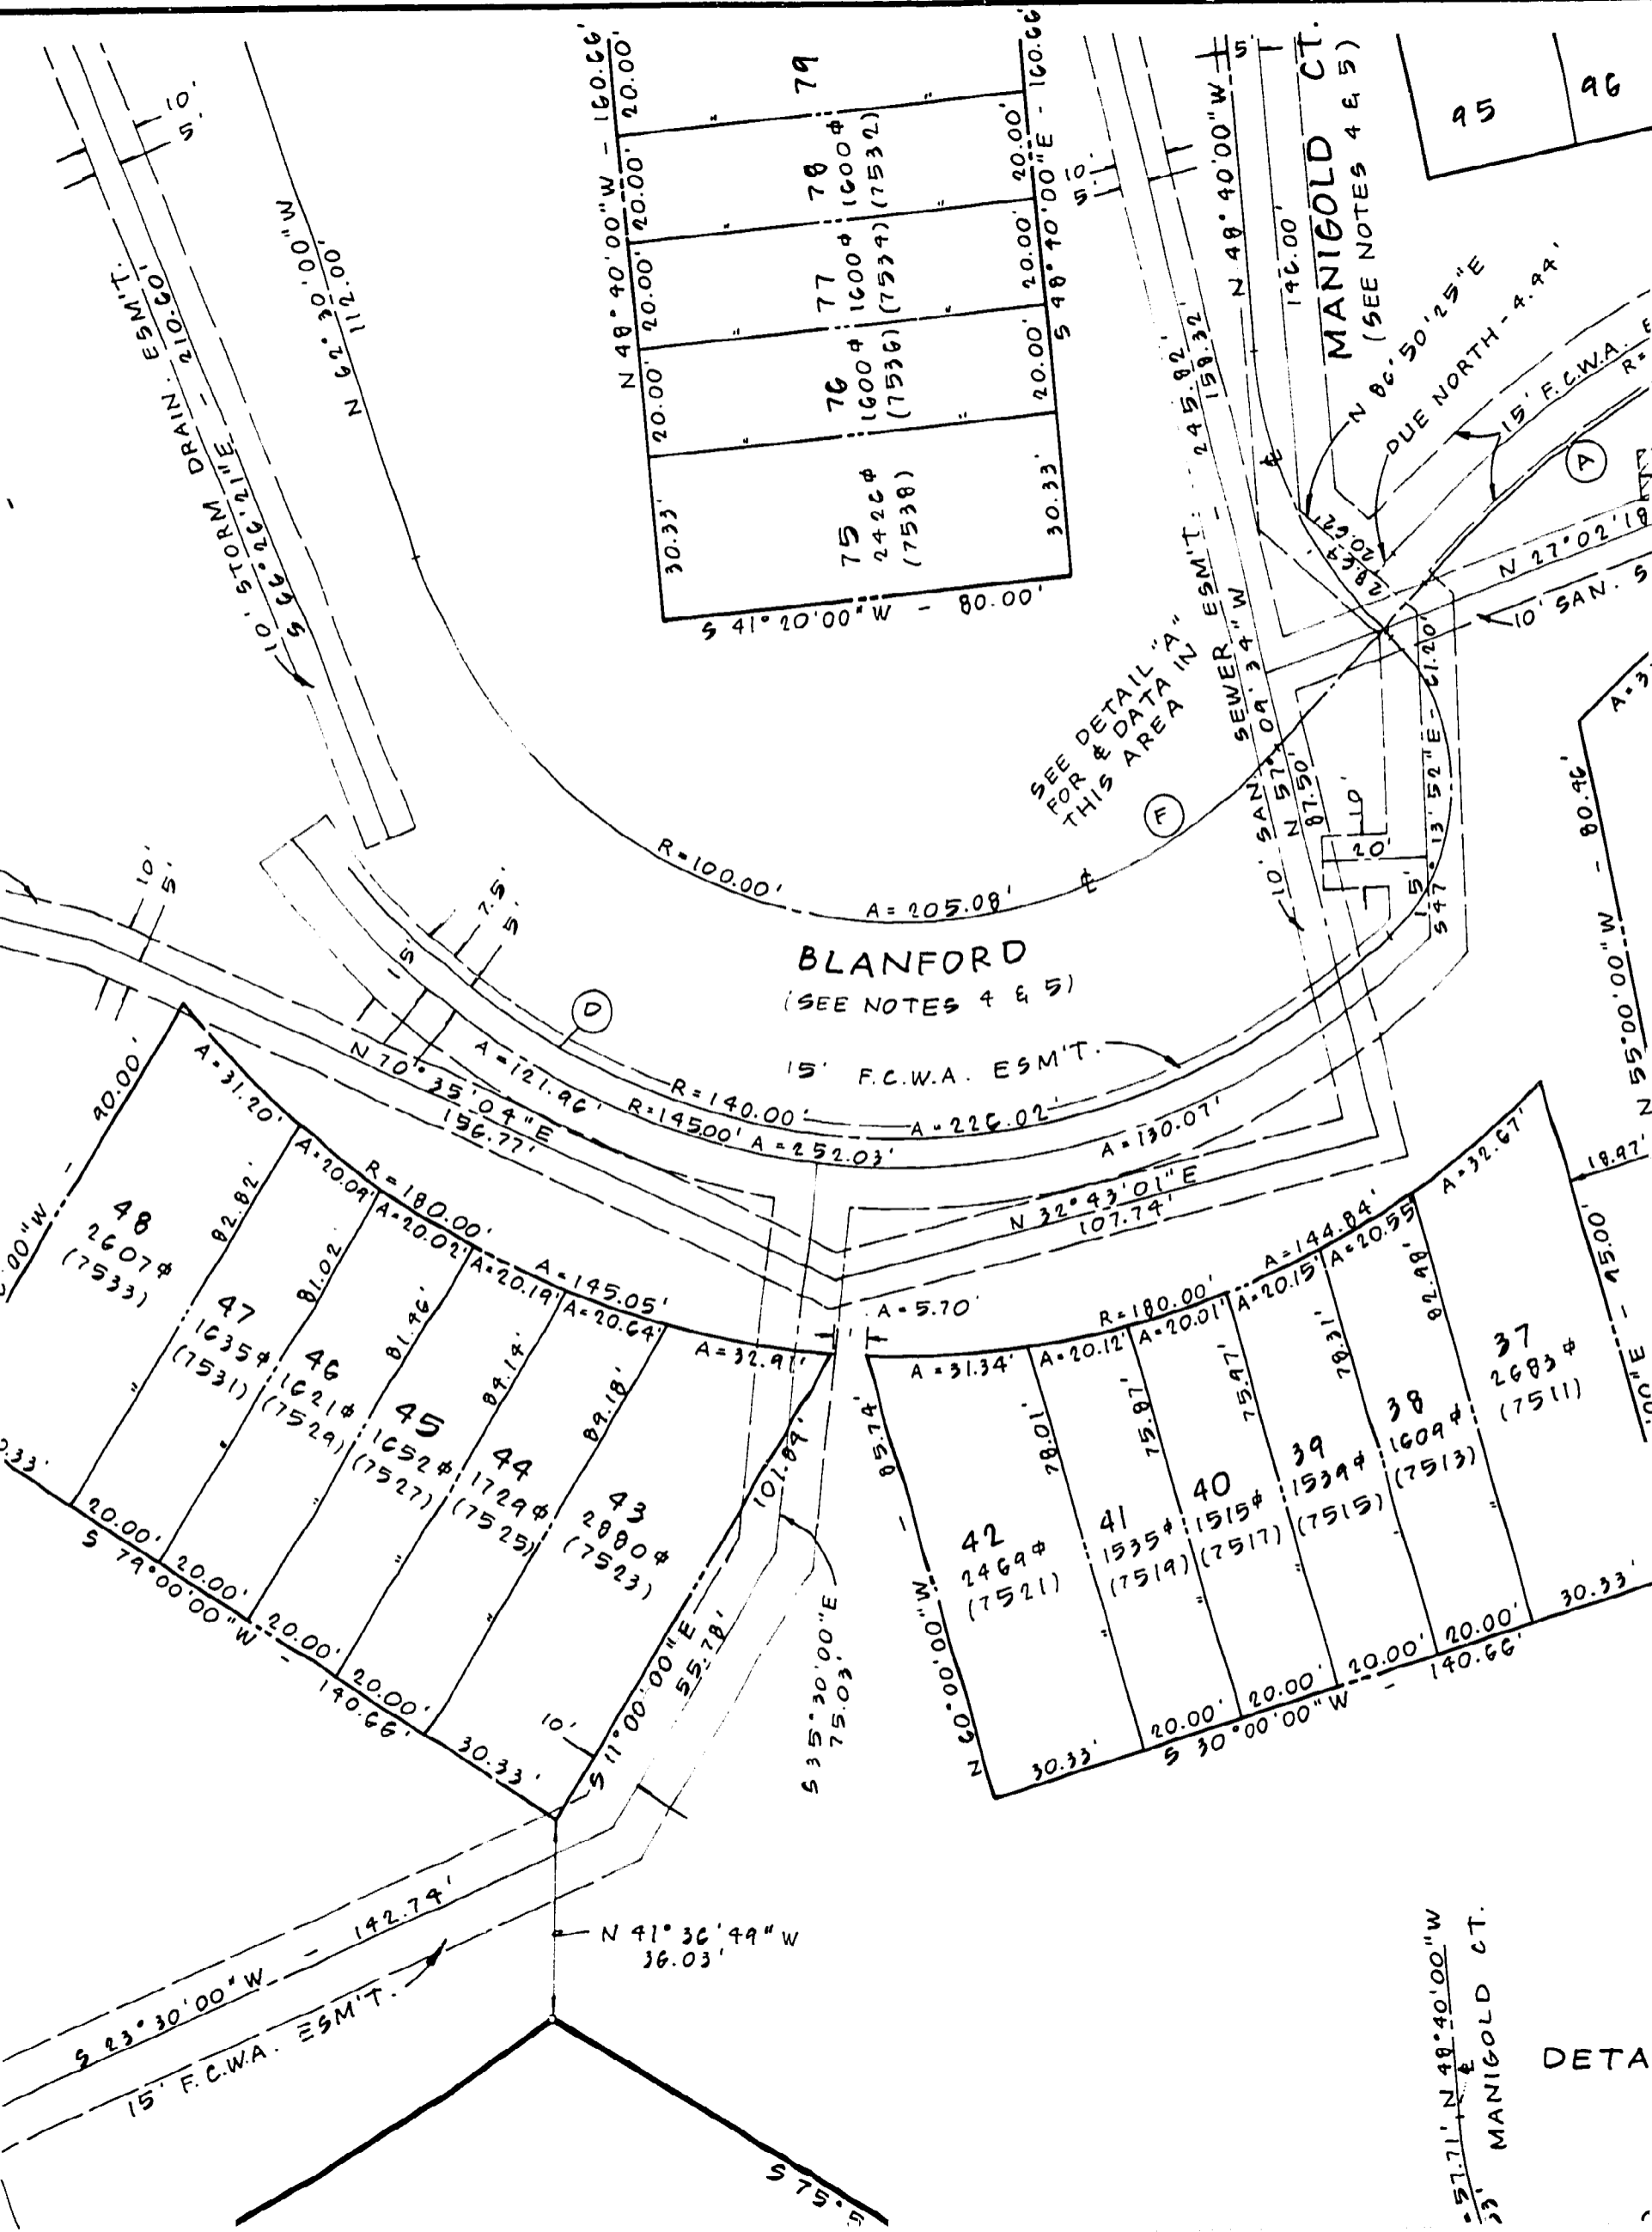 10'
5'
10' STORM DRAIN. ESM'T.
S 66°26'21"E - 210.60'
N 62°30'00"W
112.00'
N 48°40'00"W - 160.66'
20.00'
20.00'
20.00'
20.00'
30.33'
79
78
1600⌀
(7532)
77
1600⌀
(7534)
76
1600⌀
(7536)
75
2426⌀
(7538)
20.00'
20.00'
20.00'
30.33'
S 48°40'00"E - 160.66'
S 41°20'00"W - 80.00'
10'
5'
5'
N 48°40'00"W
146.00'
MANIGOLD CT.
(SEE NOTES 4 & 5)
95
96
N 86°50'25"E
DUE NORTH - 4.94'
15' F.C.W.A.
R=
A
20.62'
28.64'
N 27°02'18
10' SAN. S
10' SAN. SEWER ESM'T. - 245.82'
158.32'
N 57°09'34"W
87.50'
SEE DETAIL "A"
FOR ℄ DATA IN
THIS AREA
F
10'
20'
15'
S 47°13'52"E - 61.20'
R=100.00'
A=205.08'
℄
BLANFORD
(SEE NOTES 4 & 5)
15' F.C.W.A. ESM'T.
10'
5'
7.5'
5'
15'
D
N 70°35'04"E
156.77'
A=121.96'
R=140.00'
A=226.02'
R=145.00' A=252.03'
A=130.07'
N 32°43'01"E
107.74'
N 55°00'00"W - 80.96'
18.97'
95.00'
90.00'
A=31.20'
A=20.09'
R=180.00'
A=20.02'
A=20.19'
A=145.05'
A=20.64'
A=32.91'
A=5.70'
48
2607⌀
(7533)
82.82'
47
1635⌀
(7531)
81.02'
46
1621⌀
(7529)
81.46'
45
1652⌀
(7527)
84.14'
44
1729⌀
(7525)
89.18'
43
2880⌀
(7523)
101.89'
20.00'
20.00'
20.00'
20.00'
30.33'
S 79°00'00"W - 140.66'
S 11°00'00"E
55.78'
10'
S 35°30'00"E
75.03'
A=31.34'
A=20.12'
R=180.00'
A=20.01'
A=20.15'
A=144.84'
A=20.55'
A=32.67'
85.74'
N 60°00'00"W
42
2469⌀
(7521)
78.01'
41
1535⌀
(7519)
75.87'
40
1515⌀
(7517)
75.97'
39
1539⌀
(7515)
78.31'
38
1609⌀
(7513)
82.98'
37
2683⌀
(7511)
30.33'
20.00'
20.00'
20.00'
20.00'
30.33'
S 30°00'00"W - 140.66'
N 41°36'49"W
36.03'
S 23°30'00"W - 142.74'
15' F.C.W.A. ESM'T.
S 75°5
57.71', N 48°40'00"W
℄
MANIGOLD CT.
DETA